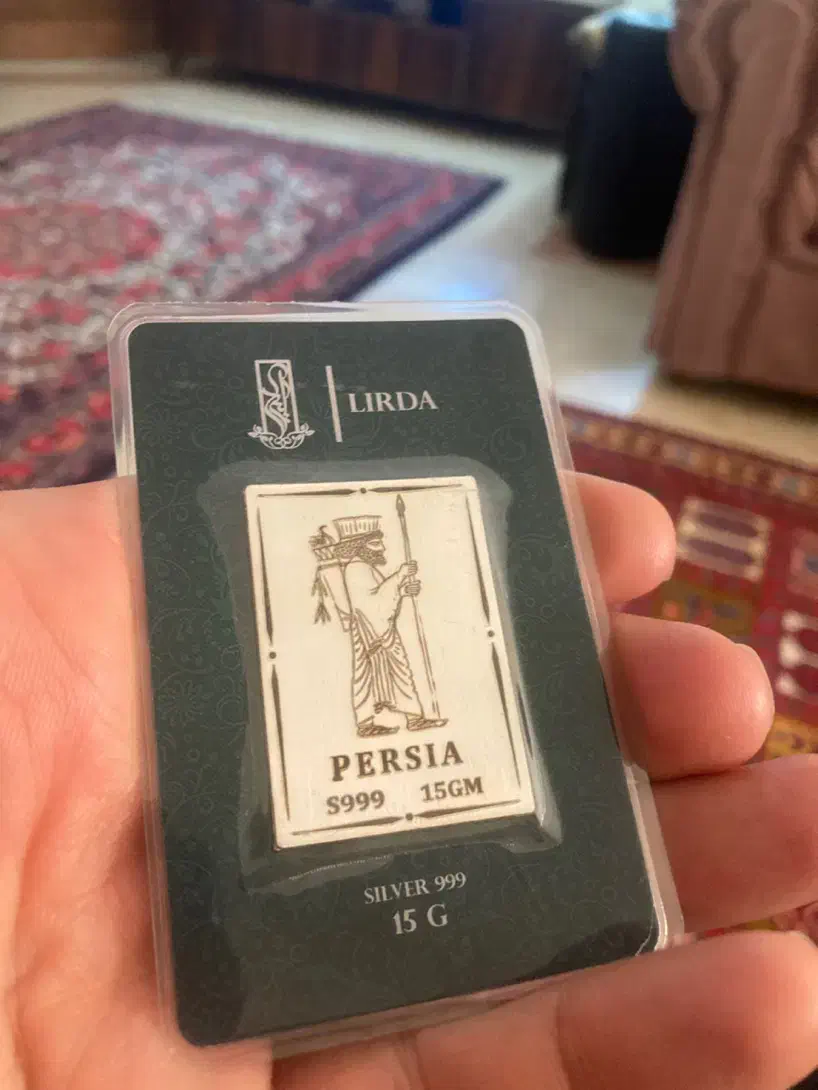 LIRDA
PERSIA
S999 15GM
SILVER 999
15 G